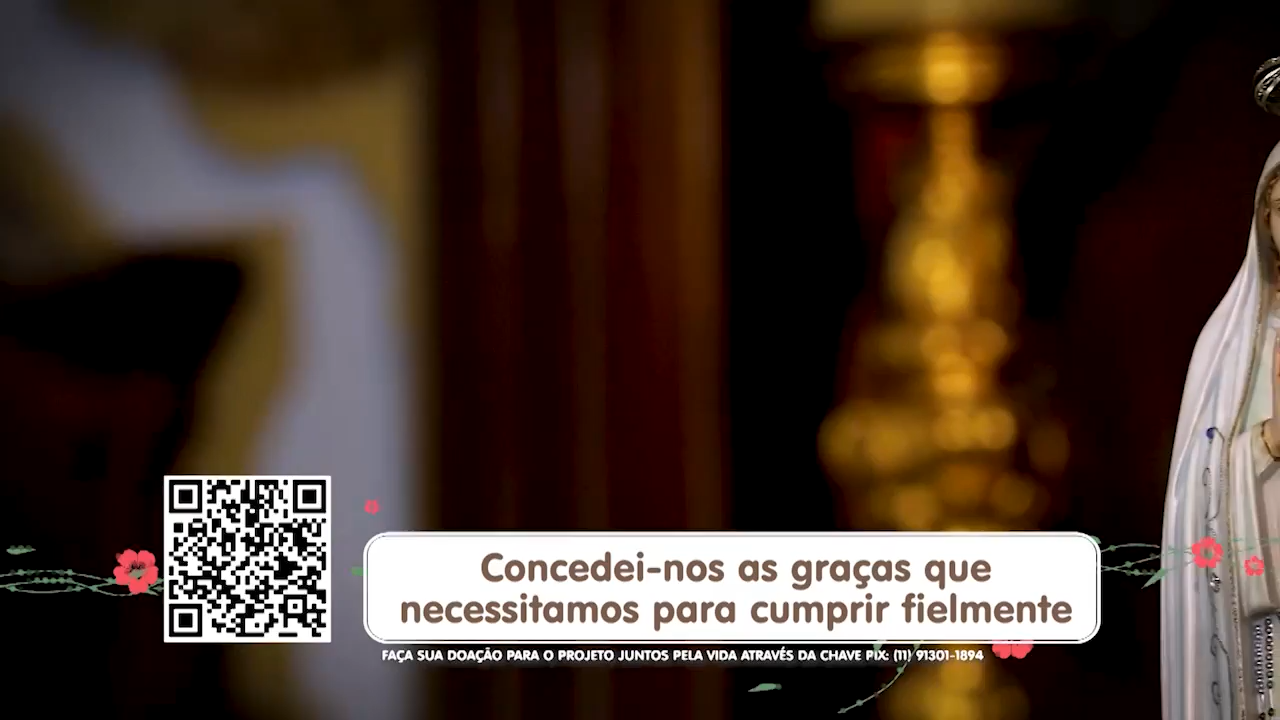 Concedei-nos as graças que
necessitamos para cumprir fielmente
FAÇA SUA DOAÇÃO PARA O PROJETO JUNTOS PELA VIDA ATRAVÉS DA CHAVE PIX: (11) 91301-1894